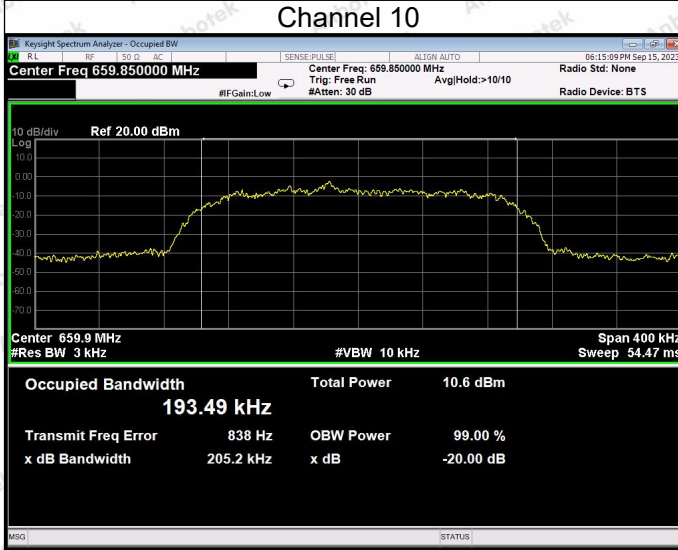 Channel 10
Keysight Spectrum Analyzer - Occupied BW
RL RF 50 Ω AC SENSE:PULSE ALIGN AUTO 06:15:09 PM Sep 15, 2023
Center Freq 659.850000 MHz Center Freq: 659.850000 MHz Radio Std: None
Trig: Free Run Avg|Hold:>10/10
#IFGain:Low #Atten: 30 dB Radio Device: BTS
10 dB/div Ref 20.00 dBm
Log
10.0
0.00
-10.0
-20.0
-30.0
-40.0
-50.0
-60.0
-70.0
Center 659.9 MHz Span 400 kHz
#Res BW 3 kHz #VBW 10 kHz Sweep 54.47 ms
Occupied Bandwidth Total Power 10.6 dBm
193.49 kHz
Transmit Freq Error 838 Hz OBW Power 99.00 %
x dB Bandwidth 205.2 kHz x dB -20.00 dB
MSG STATUS